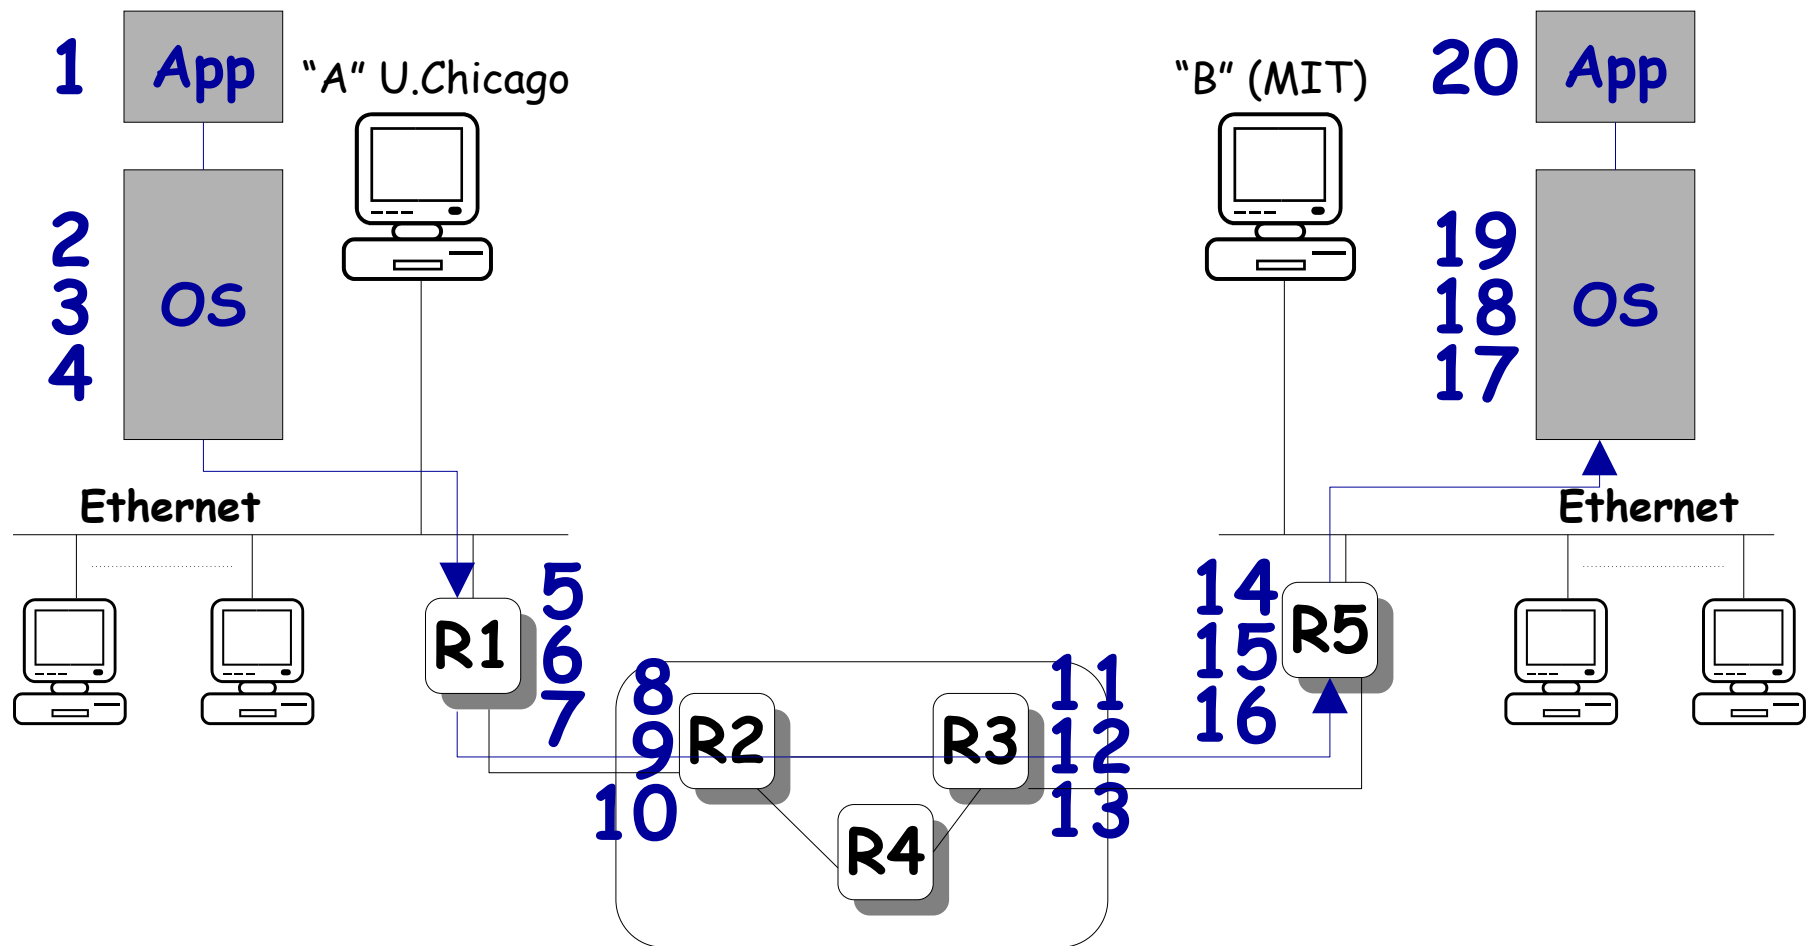 1
App
“A” U.Chicago
2
3
4
OS
Ethernet
R1
5
6
7
8
9
10
R2
R3
R4
11
12
13
14
15
16
R5
“B” (MIT)
20
App
19
18
17
OS
Ethernet